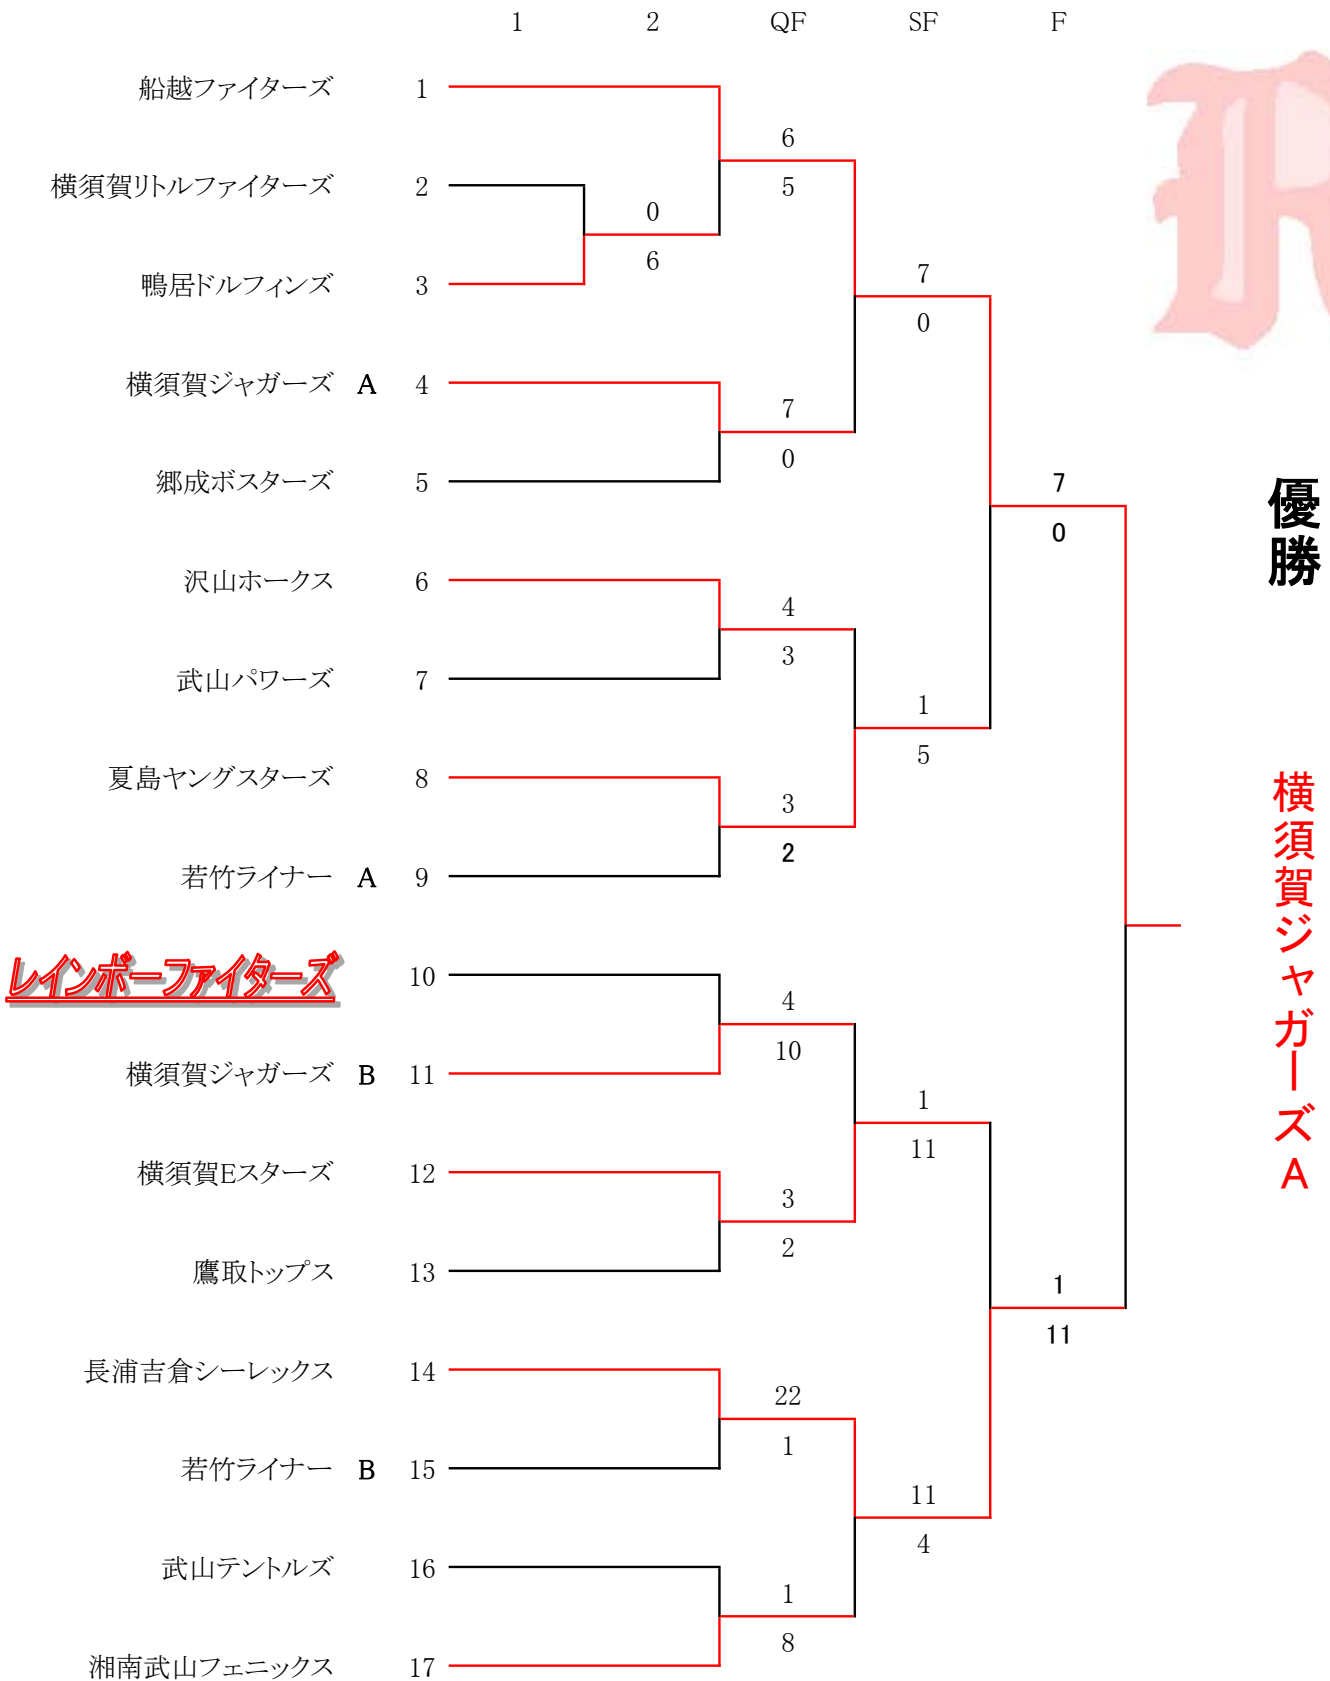 1 2 QF SF F
船越ファイターズ 1
6
横須賀リトルファイターズ 2
5
0
6
鴨居ドルフィンズ 3
7
0
横須賀ジャガーズ A 4
7
0
郷成ボスターズ 5
7
0
優勝
沢山ホークス 6
4
3
武山パワーズ 7
1
5
夏島ヤングスターズ 8
3
2
横須賀ジャガーズA
若竹ライナー A 9
レインボーファイターズ 10
4
10
横須賀ジャガーズ B 11
1
11
横須賀Eスターズ 12
3
2
鷹取トップス 13
1
11
長浦吉倉シーレックス 14
22
1
若竹ライナー B 15
11
4
武山テントルズ 16
1
8
湘南武山フェニックス 17